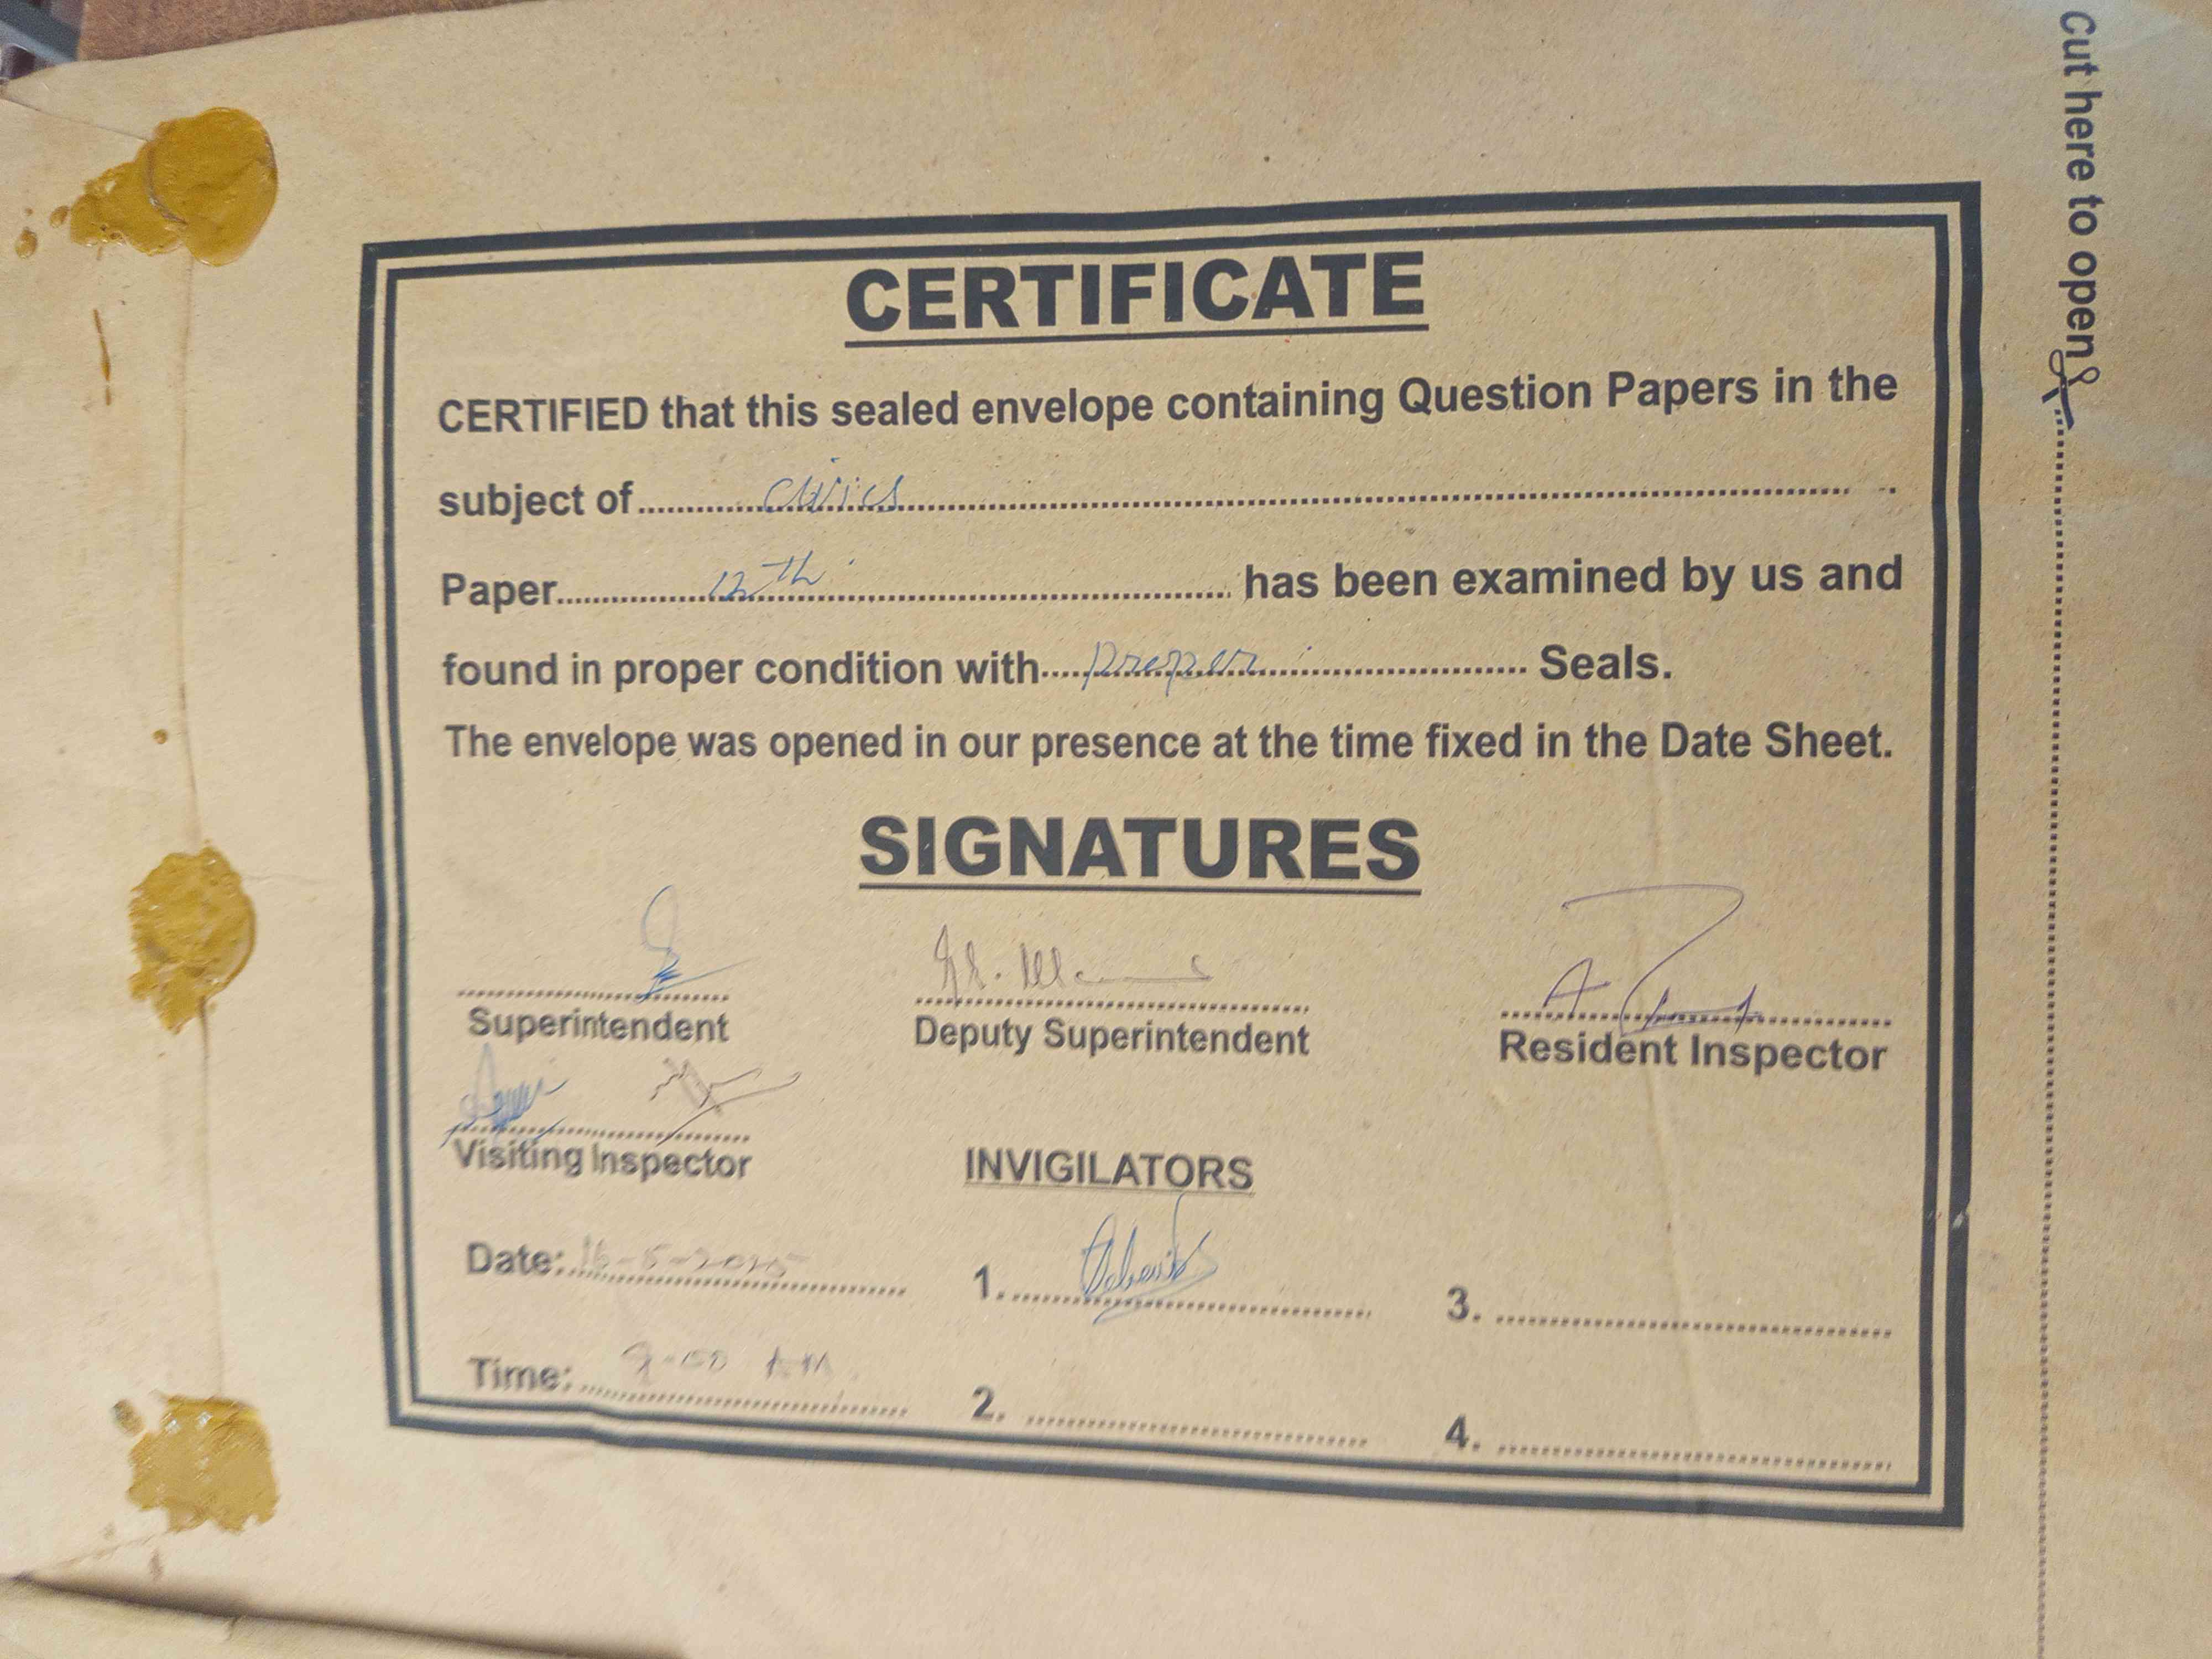 Cut here to open
CERTIFICATE
CERTIFIED that this sealed envelope containing Question Papers in the
subject of.......... civics ..........
Paper.......... 12th .......... has been examined by us and
found in proper condition with.......... proper .......... Seals.
The envelope was opened in our presence at the time fixed in the Date Sheet.
SIGNATURES
Superintendent Deputy Superintendent Resident Inspector
Visiting Inspector INVIGILATORS
Date: 16-5-2025 1. 3.
Time: 9-00 AM 2. 4.